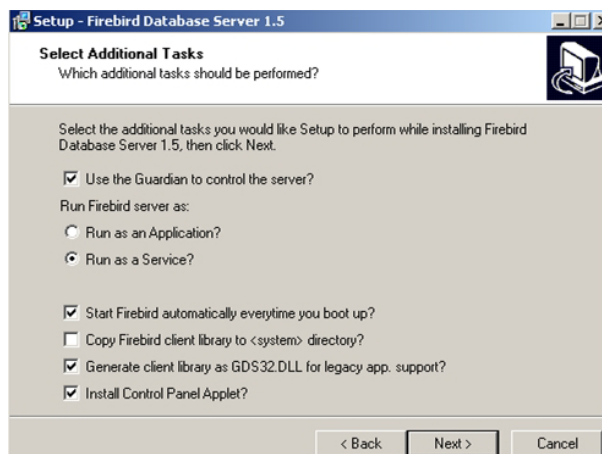 Setup - Firebird Database Server 1.5
Select Additional Tasks
Which additional tasks should be performed?
Select the additional tasks you would like Setup to perform while installing Firebird
Database Server 1.5, then click Next.
Use the Guardian to control the server?
Run Firebird server as:
Run as an Application?
Run as a Service?
Start Firebird automatically everytime you boot up?
Copy Firebird client library to <system> directory?
Generate client library as GDS32.DLL for legacy app. support?
Install Control Panel Applet?
< Back Next > Cancel